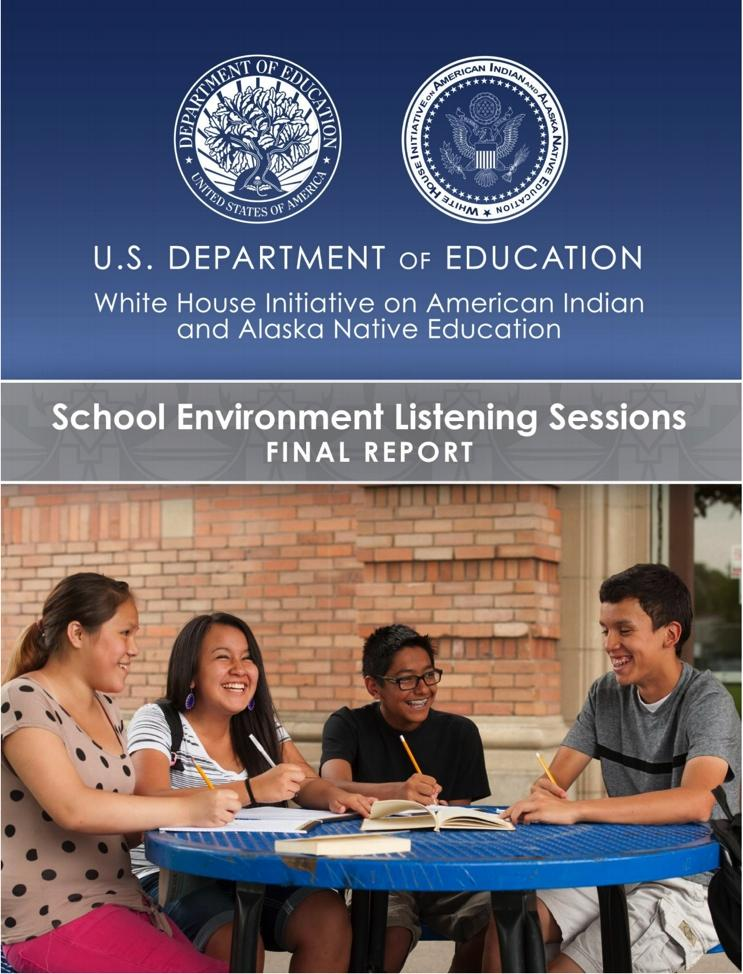 DEPARTMENT OF EDUCATION
UNITED STATES OF AMERICA
WHITE HOUSE INITIATIVE ON AMERICAN INDIAN AND ALASKA NATIVE EDUCATION
U.S. DEPARTMENT OF EDUCATION
White House Initiative on American Indian
and Alaska Native Education
School Environment Listening Sessions
FINAL REPORT